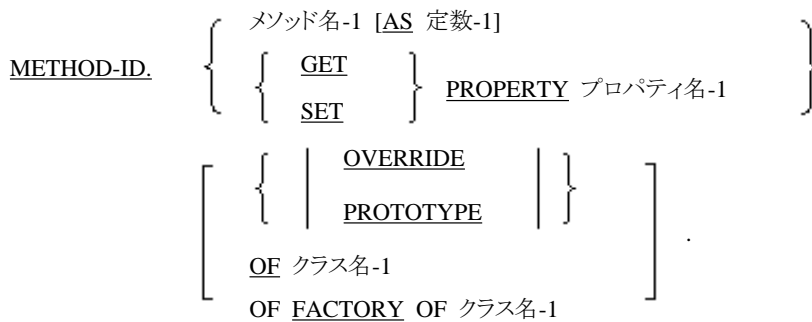 メソッド名-1 [AS 定数-1]
METHOD-ID.
GET
PROPERTY プロパティ名-1
SET
OVERRIDE
PROTOTYPE
.
OF クラス名-1
OF FACTORY OF クラス名-1